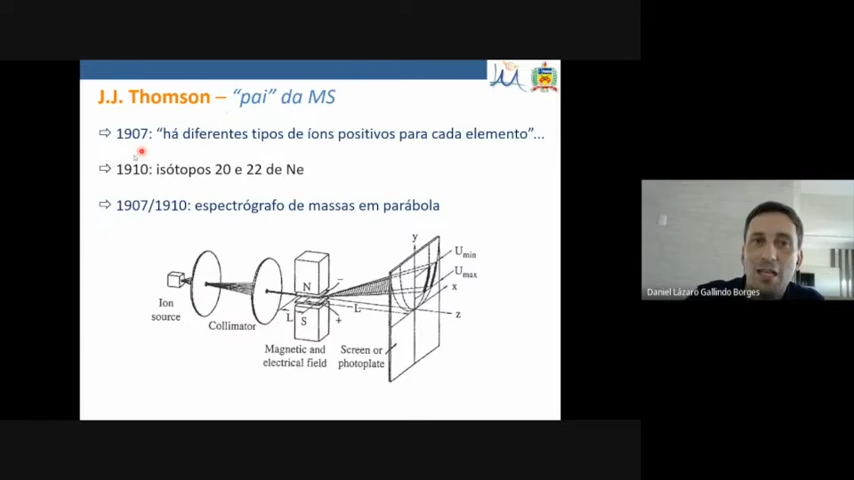 J.J. Thomson – “pai” da MS
⇨ 1907: “há diferentes tipos de íons positivos para cada elemento”...
⇨ 1910: isótopos 20 e 22 de Ne
⇨ 1907/1910: espectrógrafo de massas em parábola
y
Umin
Umax
x
z
N
–
L
L
S
+
Ion
source
Collimator
Magnetic and
electrical field
Screen or
photoplate
Daniel Lázaro Gallindo Borges